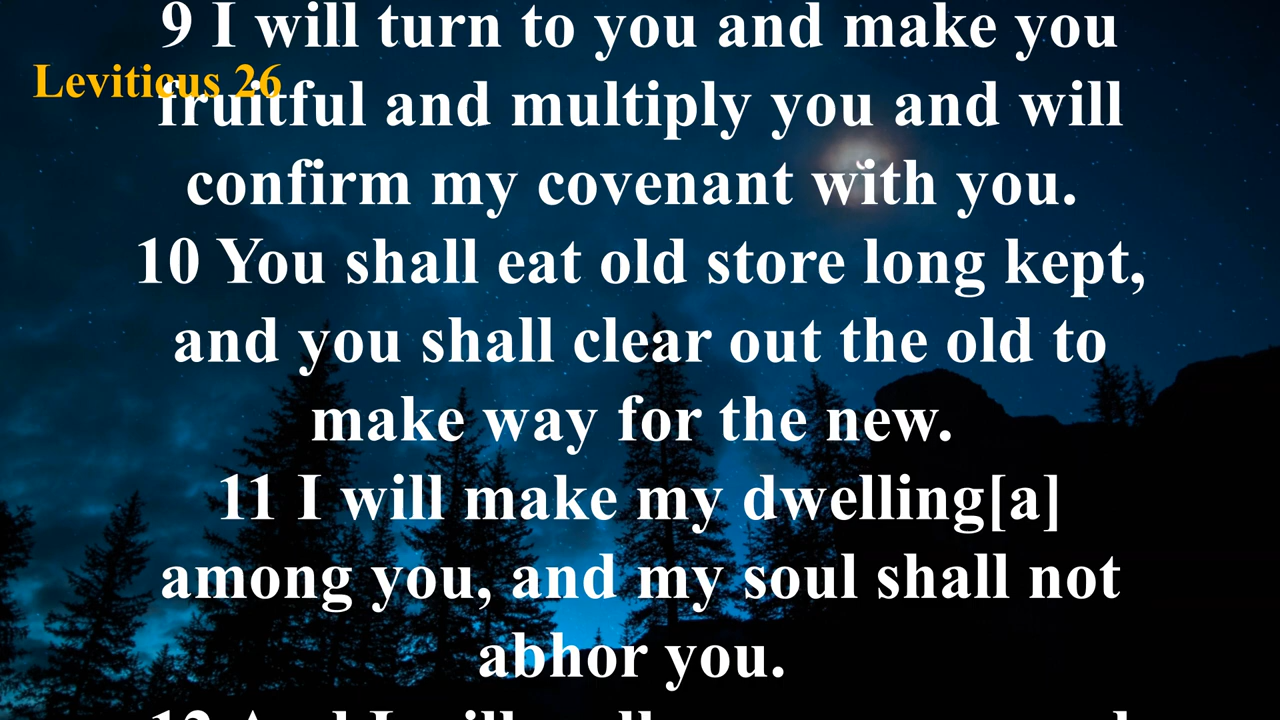 9 I will turn to you and make you
Leviticus 26
fruitful and multiply you and will
confirm my covenant with you.
10 You shall eat old store long kept,
and you shall clear out the old to
make way for the new.
11 I will make my dwelling[a]
among you, and my soul shall not
abhor you.